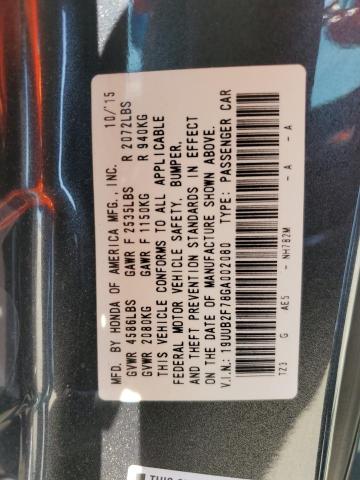 MFD. BY HONDA OF AMERICA MFG., INC. 10/15
GVWR 4586LBS GAWR F 2535LBS R 2072LBS
GVWR 2080KG GAWR F 1150KG R 940KG
THIS VEHICLE CONFORMS TO ALL APPLICABLE
FEDERAL MOTOR VEHICLE SAFETY, BUMPER,
AND THEFT PREVENTION STANDARDS IN EFFECT
ON THE DATE OF MANUFACTURE SHOWN ABOVE.
V.I.N.: 19UUB2F78GA002080 TYPE: PASSENGER CAR
TZ3 G AE5 - NH782M - A - A